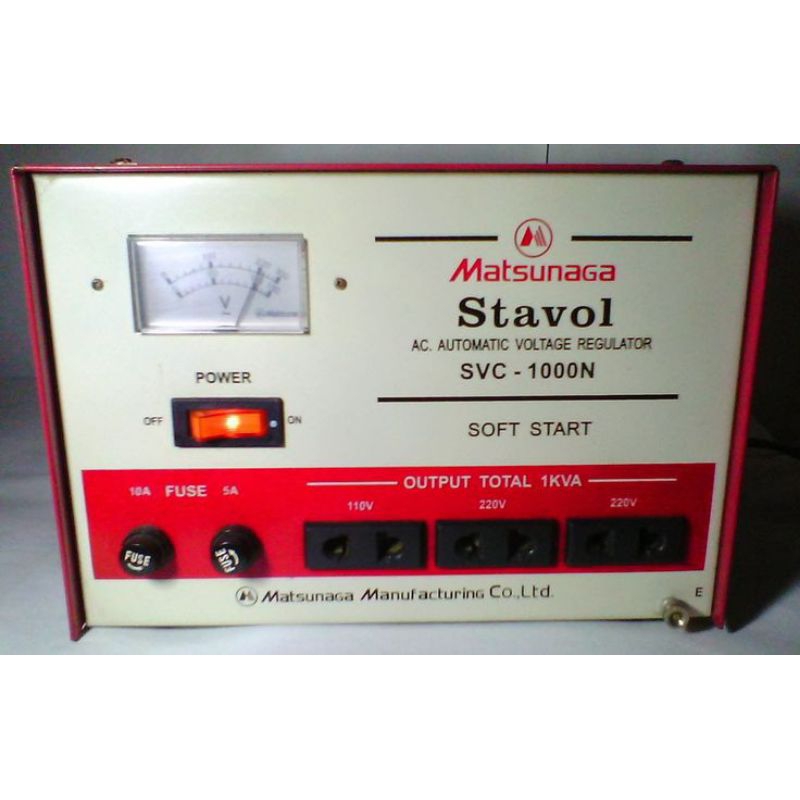 Matsunaga
Stavol
AC. AUTOMATIC VOLTAGE REGULATOR
SVC - 1000N
SOFT START
V
POWER
OFF
ON
10A FUSE 5A
OUTPUT TOTAL 1KVA
110V 220V 220V
FUSE FUSE
Matsunaga Manufacturing Co.,Ltd.
E